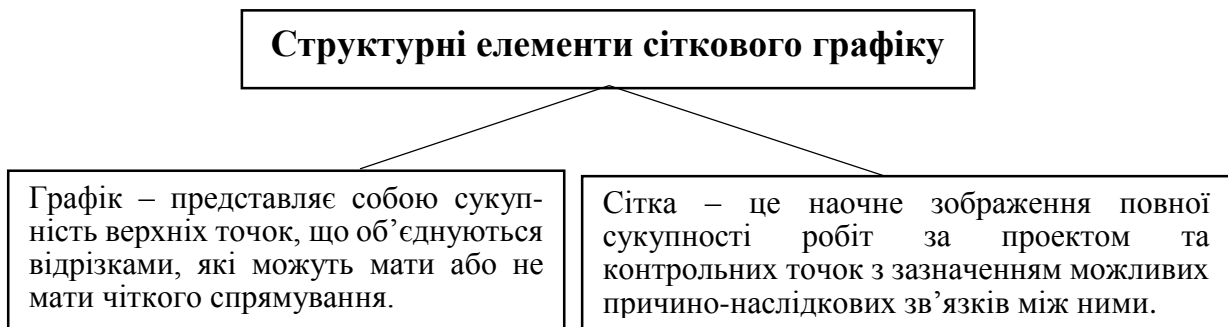 Структурні елементи сіткового графіку
Графік – представляє собою сукуп-
ність верхніх точок, що об’єднуються
відрізками, які можуть мати або не
мати чіткого спрямування.
Сітка – це наочне зображення повної
сукупності робіт за проектом та
контрольних точок з зазначенням можливих
причино-наслідкових зв’язків між ними.